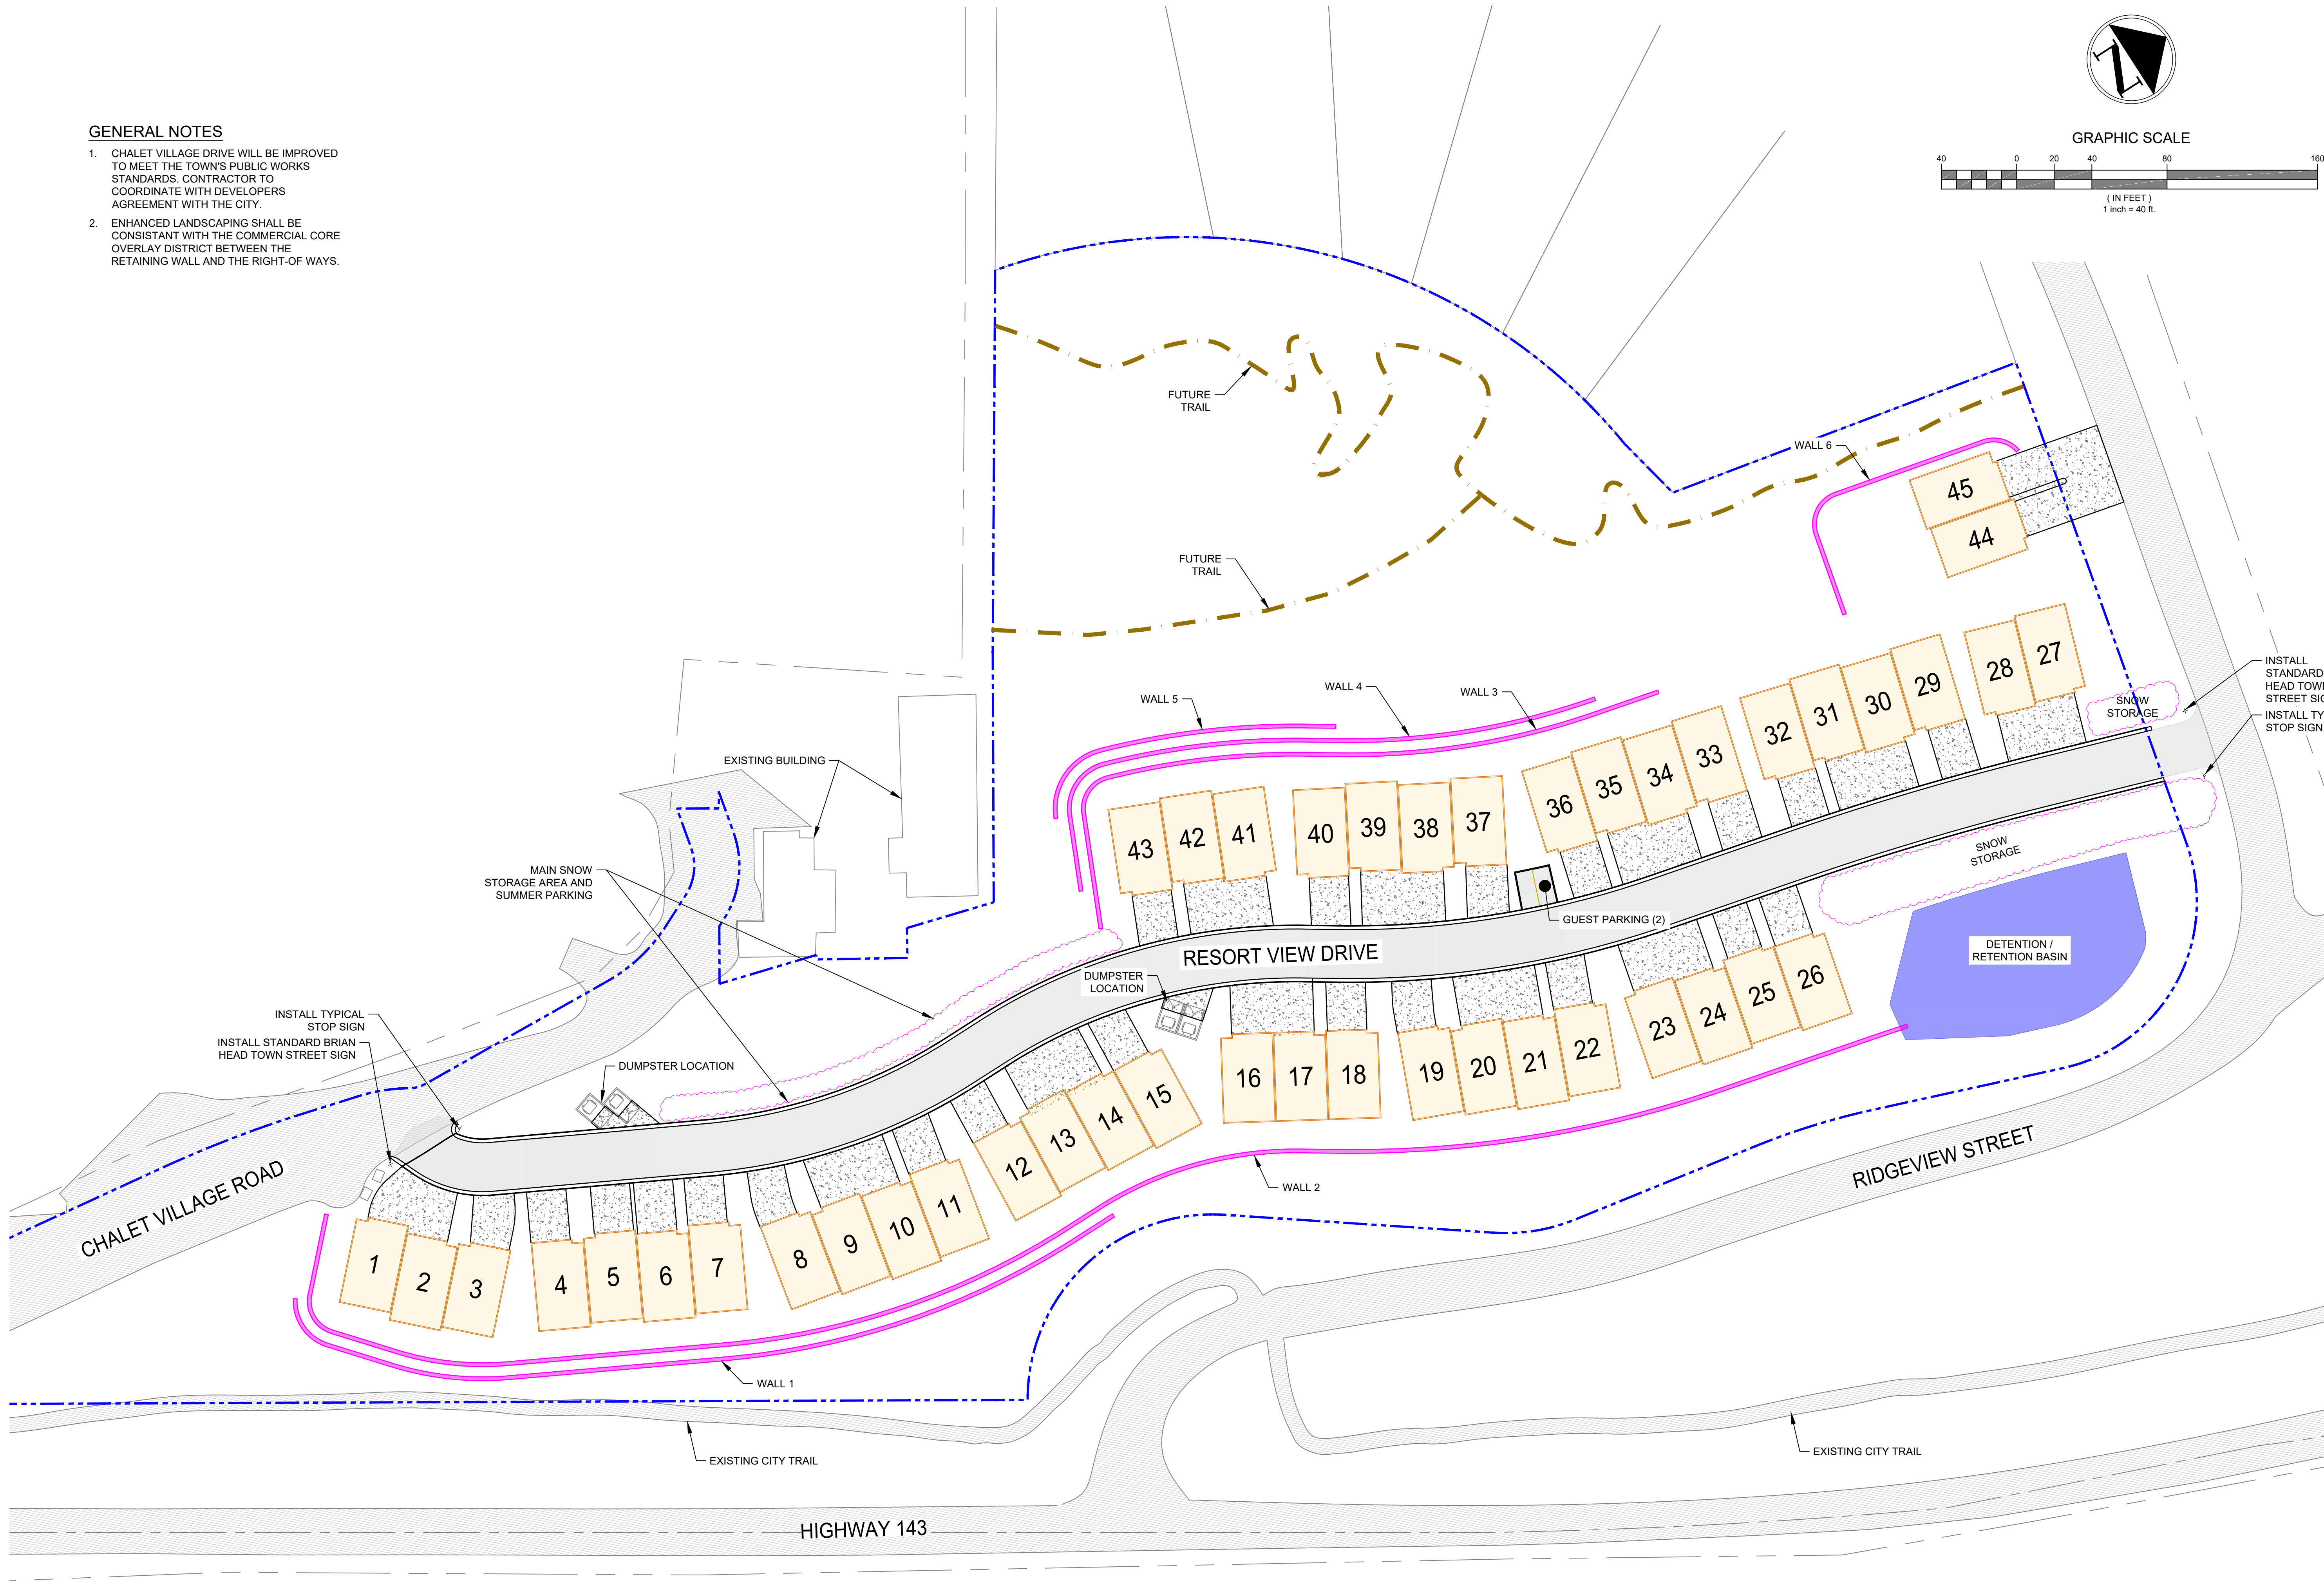 GENERAL NOTES
1. CHALET VILLAGE DRIVE WILL BE IMPROVED
TO MEET THE TOWN'S PUBLIC WORKS
STANDARDS. CONTRACTOR TO
COORDINATE WITH DEVELOPERS
AGREEMENT WITH THE CITY.
2. ENHANCED LANDSCAPING SHALL BE
CONSISTANT WITH THE COMMERCIAL CORE
OVERLAY DISTRICT BETWEEN THE
RETAINING WALL AND THE RIGHT-OF WAYS.
N
GRAPHIC SCALE
40 0 20 40 80 160
( IN FEET )
1 inch = 40 ft.
FUTURE
TRAIL
WALL 6
45
44
FUTURE
TRAIL
INSTALL
STANDARD
HEAD TOW
STREET SIG
INSTALL TY
STOP SIGN
SNOW
STORAGE
WALL 5
WALL 4
WALL 3
EXISTING BUILDING
43
42
41
40
39
38
37
36
35
34
33
32
31
30
29
28
27
MAIN SNOW
STORAGE AREA AND
SUMMER PARKING
SNOW
STORAGE
GUEST PARKING (2)
RESORT VIEW DRIVE
DETENTION /
RETENTION BASIN
DUMPSTER
LOCATION
INSTALL TYPICAL
STOP SIGN
INSTALL STANDARD BRIAN
HEAD TOWN STREET SIGN
DUMPSTER LOCATION
1
2
3
4
5
6
7
8
9
10
11
12
13
14
15
16
17
18
19
20
21
22
23
24
25
26
CHALET VILLAGE ROAD
RIDGEVIEW STREET
WALL 2
WALL 1
EXISTING CITY TRAIL
EXISTING CITY TRAIL
HIGHWAY 143